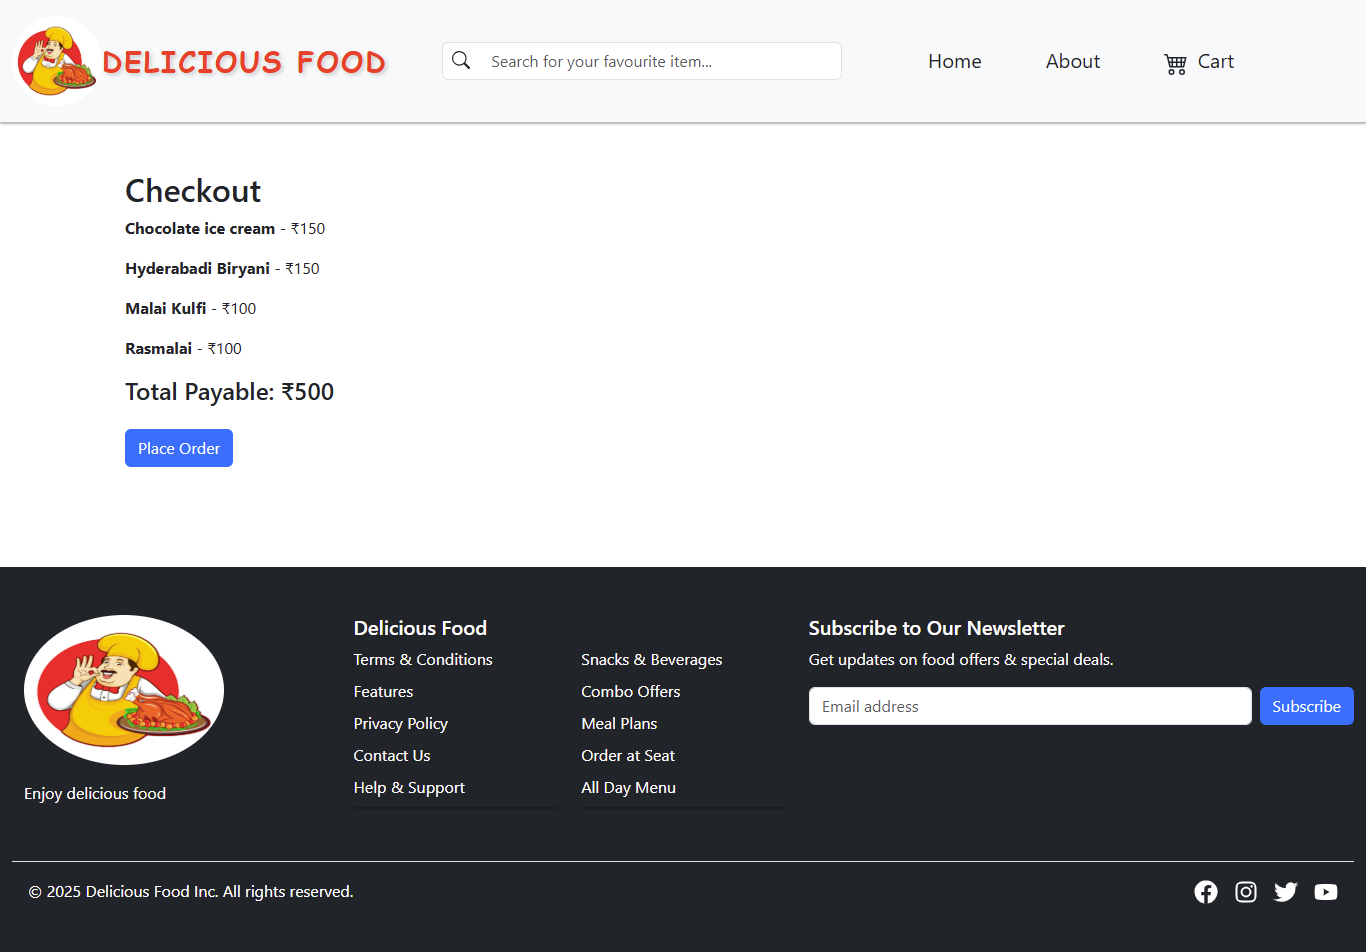 DELICIOUS FOOD
Search for your favourite item...
Home
About
Cart
Checkout
Chocolate ice cream - ₹150
Hyderabadi Biryani - ₹150
Malai Kulfi - ₹100
Rasmalai - ₹100
Total Payable: ₹500
Place Order
Enjoy delicious food
Delicious Food
Terms & Conditions
Features
Privacy Policy
Contact Us
Help & Support
Snacks & Beverages
Combo Offers
Meal Plans
Order at Seat
All Day Menu
Subscribe to Our Newsletter
Get updates on food offers & special deals.
Email address
Subscribe
© 2025 Delicious Food Inc. All rights reserved.